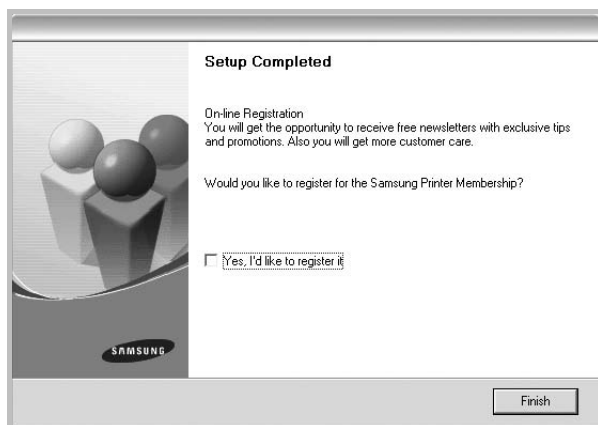 Setup Completed
On-line Registration
You will get the opportunity to receive free newsletters with exclusive tips
and promotions. Also you will get more customer care.
Would you like to register for the Samsung Printer Membership?
Yes, I'd like to register it
SAMSUNG
Finish